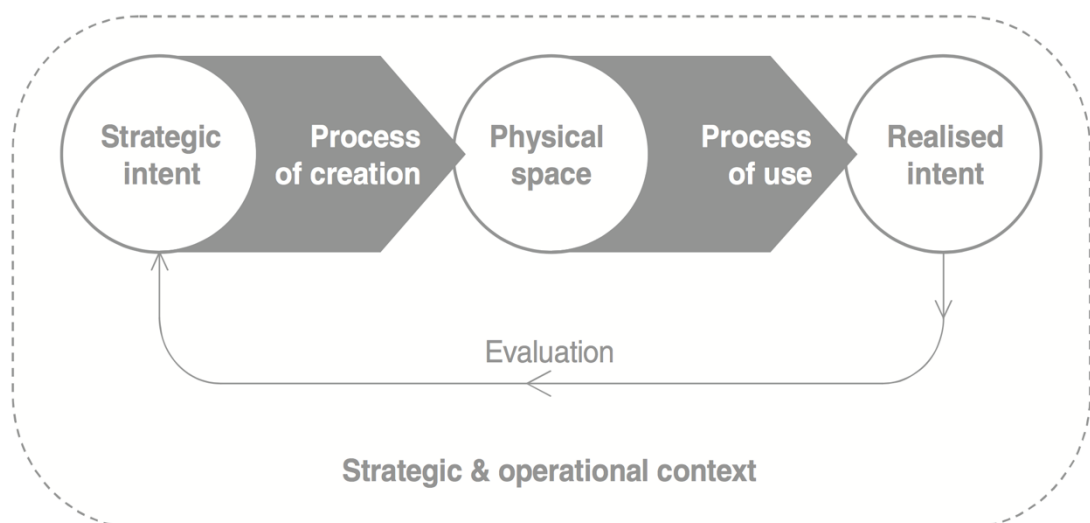 Strategic
intent
Process
of creation
Physical
space
Process
of use
Realised
intent
Evaluation
Strategic & operational context